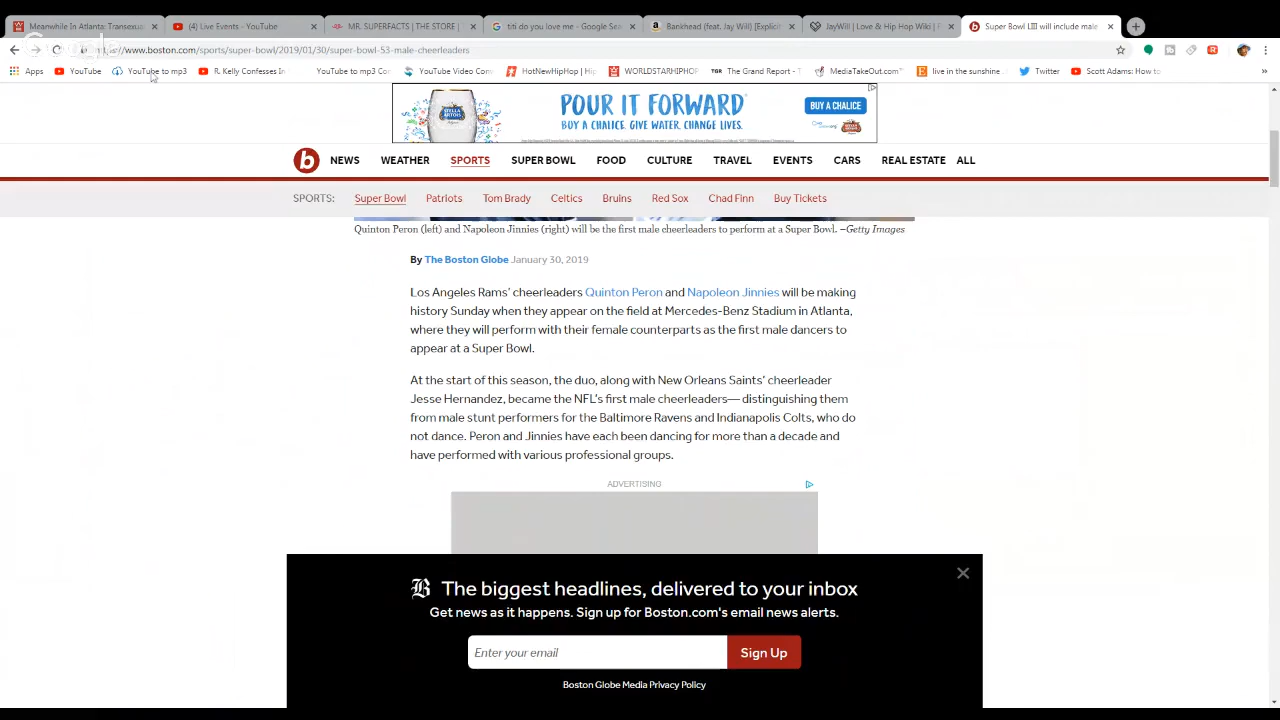 Meanwhile In Atlanta: Transexual
(4) Live Events - YouTube
MR. SUPERFACTS | THE STORE |
titi do you love me - Google Sea
Bankhead (feat. Jay Will) [Explicit
JayWill | Love & Hip Hop Wiki |
Super Bowl LIII will include male
www.boston.com/sports/super-bowl/2019/01/30/super-bowl-53-male-cheerleaders
Apps
YouTube
YouTube to mp3
R. Kelly Confesses In
YouTube to mp3 Con
YouTube Video Con
HotNewHipHop | Hip
WORLDSTARHIPHOP
TGR The Grand Report - T
MediaTakeOut.com™
live in the sunshine
Twitter
Scott Adams: How to
»
STELLA ARTOIS
POUR IT FORWARD
BUY A CHALICE. GIVE WATER. CHANGE LIVES.
BUY A CHALICE
b NEWS WEATHER SPORTS SUPER BOWL FOOD CULTURE TRAVEL EVENTS CARS REAL ESTATE ALL
SPORTS: Super Bowl Patriots Tom Brady Celtics Bruins Red Sox Chad Finn Buy Tickets
Quinton Peron (left) and Napoleon Jinnies (right) will be the first male cheerleaders to perform at a Super Bowl. –Getty Images
By The Boston Globe January 30, 2019
Los Angeles Rams’ cheerleaders Quinton Peron and Napoleon Jinnies will be making
history Sunday when they appear on the field at Mercedes-Benz Stadium in Atlanta,
where they will perform with their female counterparts as the first male dancers to
appear at a Super Bowl.
At the start of this season, the duo, along with New Orleans Saints’ cheerleader
Jesse Hernandez, became the NFL’s first male cheerleaders— distinguishing them
from male stunt performers for the Baltimore Ravens and Indianapolis Colts, who do
not dance. Peron and Jinnies have each been dancing for more than a decade and
have performed with various professional groups.
ADVERTISING
B The biggest headlines, delivered to your inbox
Get news as it happens. Sign up for Boston.com's email news alerts.
Enter your email
Sign Up
Boston Globe Media Privacy Policy